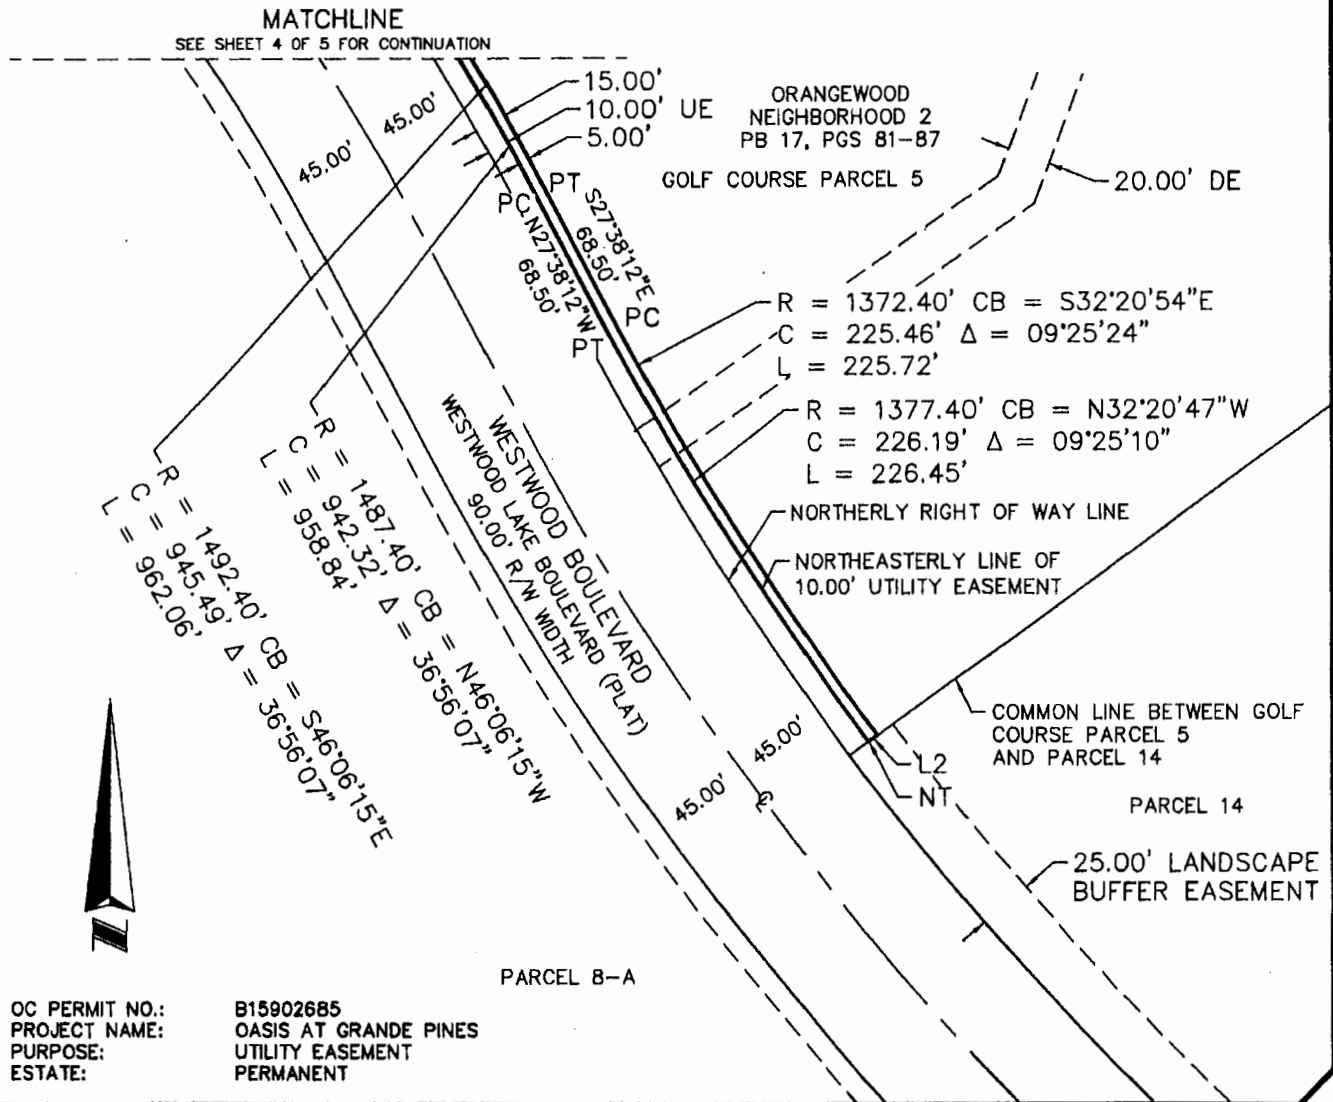 MATCHLINE
SEE SHEET 4 OF 5 FOR CONTINUATION
15.00'
10.00' UE
5.00'
45.00'
45.00'
ORANGEWOOD
NEIGHBORHOOD 2
PB 17, PGS 81-87
GOLF COURSE PARCEL 5
20.00' DE
PT
PC
S27°38'12"E
68.50'
N27°38'12"W
68.50'
PC
PT
R = 1372.40' CB = S32°20'54"E
C = 225.46' Δ = 09°25'24"
L = 225.72'
R = 1377.40' CB = N32°20'47"W
C = 226.19' Δ = 09°25'10"
L = 226.45'
NORTHERLY RIGHT OF WAY LINE
NORTHEASTERLY LINE OF
10.00' UTILITY EASEMENT
R = 1487.40' CB = N46°06'15"W
C = 942.32' Δ = 36°56'07"
L = 958.84'
R = 1492.40' CB = S46°06'15"E
C = 945.49' Δ = 36°56'07"
L = 962.06'
WESTWOOD BOULEVARD
WESTWOOD LAKE BOULEVARD (PLAT)
90.00' R/W WIDTH
COMMON LINE BETWEEN GOLF
COURSE PARCEL 5
AND PARCEL 14
L2
NT
45.00'
45.00'
PARCEL 14
25.00' LANDSCAPE
BUFFER EASEMENT
N
PARCEL 8-A
OC PERMIT NO.: B15902685
PROJECT NAME: OASIS AT GRANDE PINES
PURPOSE: UTILITY EASEMENT
ESTATE: PERMANENT